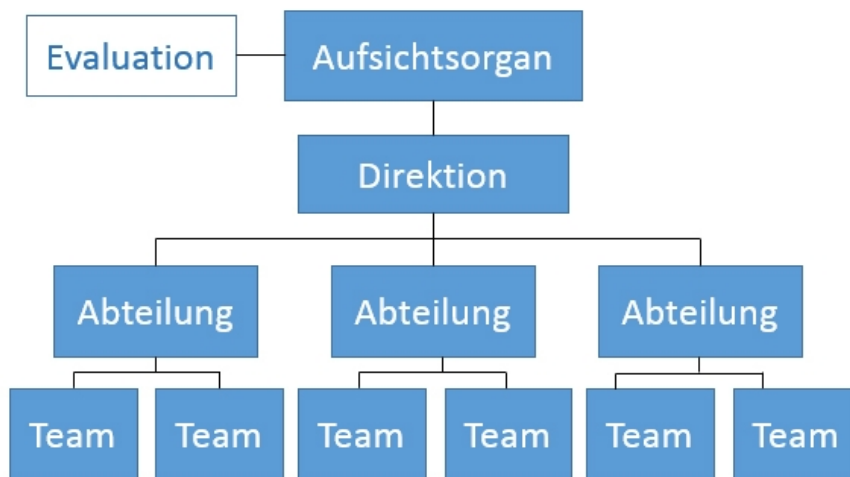 Evaluation
Aufsichtsorgan
Direktion
Abteilung
Abteilung
Abteilung
Team
Team
Team
Team
Team
Team